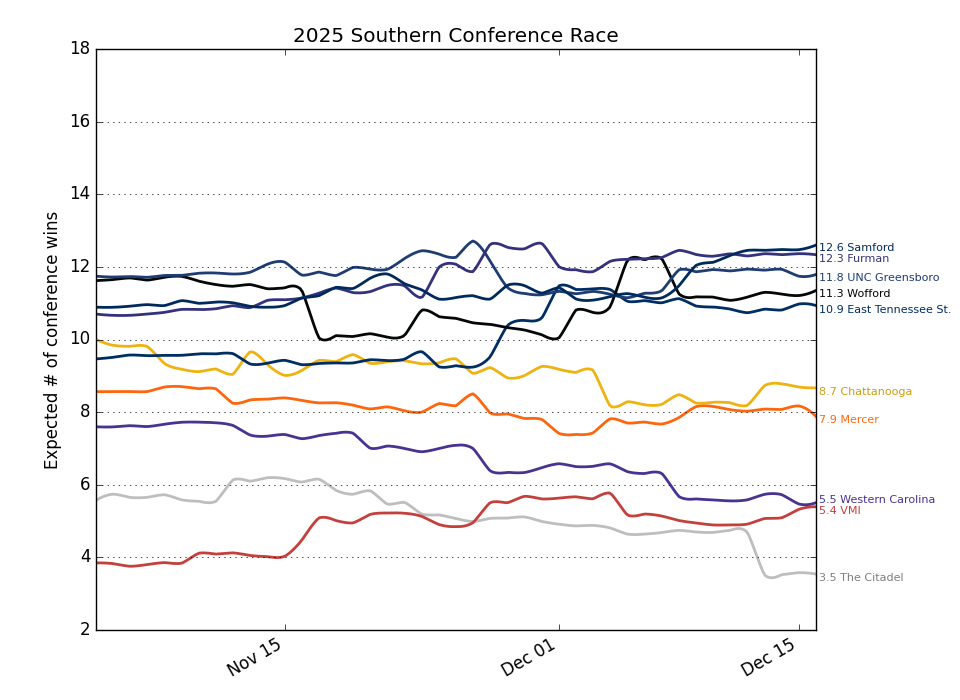 2025 Southern Conference Race
Expected # of conference wins
18
16
14
12
10
8
6
4
2
Nov 15
Dec 01
Dec 15
12.6 Samford
12.3 Furman
11.8 UNC Greensboro
11.3 Wofford
10.9 East Tennessee St.
8.7 Chattanooga
7.9 Mercer
5.5 Western Carolina
5.4 VMI
3.5 The Citadel